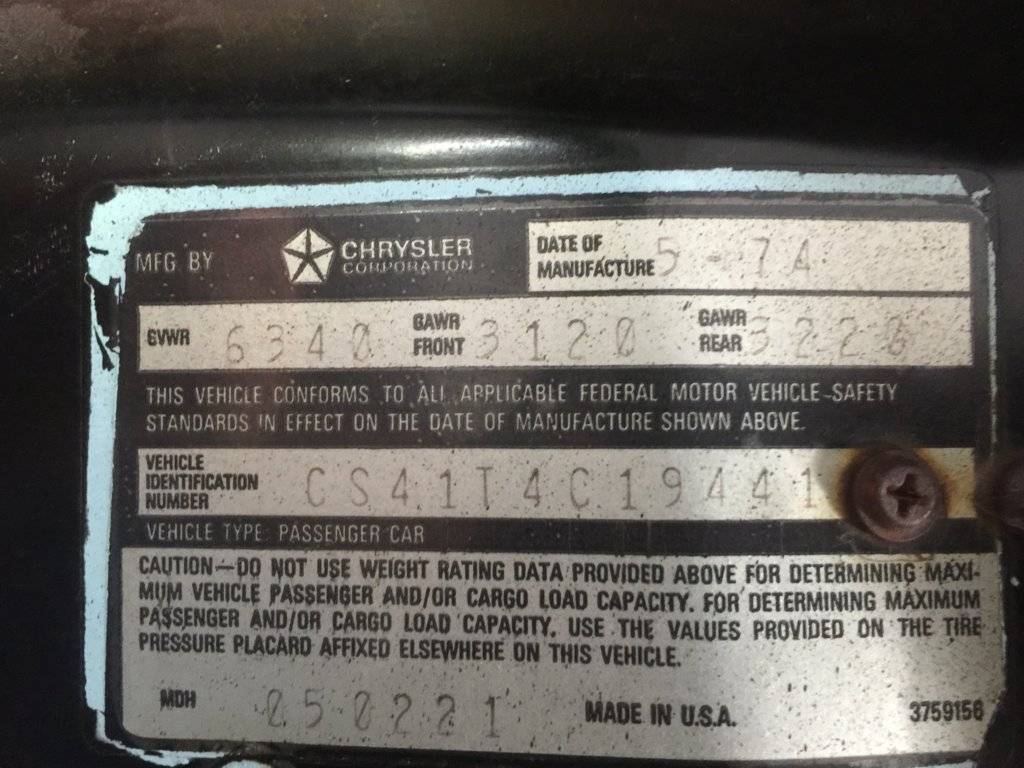 MFG BY CHRYSLER CORPORATION
DATE OF MANUFACTURE 5-74
GVWR 6340 GAWR FRONT 3120 GAWR REAR 3220
THIS VEHICLE CONFORMS TO ALL APPLICABLE FEDERAL MOTOR VEHICLE-SAFETY
STANDARDS IN EFFECT ON THE DATE OF MANUFACTURE SHOWN ABOVE.
VEHICLE IDENTIFICATION NUMBER CS41T4C19441
VEHICLE TYPE: PASSENGER CAR
CAUTION—DO NOT USE WEIGHT RATING DATA PROVIDED ABOVE FOR DETERMINING MAXI-
MUM VEHICLE PASSENGER AND/OR CARGO LOAD CAPACITY. FOR DETERMINING MAXIMUM
PASSENGER AND/OR CARGO LOAD CAPACITY, USE THE VALUES PROVIDED ON THE TIRE
PRESSURE PLACARD AFFIXED ELSEWHERE ON THIS VEHICLE.
MDH 050221 MADE IN U.S.A. 3759156